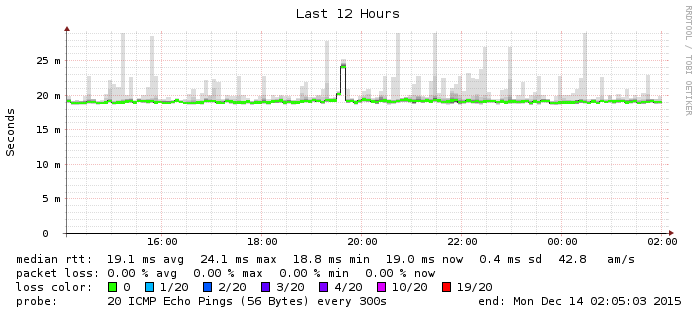 Last 12 Hours
RRDTOOL / TOBI OETIKER
Seconds
25 m
20 m
15 m
10 m
5 m
0
16:00 18:00 20:00 22:00 00:00 02:00
median rtt: 19.1 ms avg 24.1 ms max 18.8 ms min 19.0 ms now 0.4 ms sd 42.8 am/s
packet loss: 0.00 % avg 0.00 % max 0.00 % min 0.00 % now
loss color: 0 1/20 2/20 3/20 4/20 10/20 19/20
probe: 20 ICMP Echo Pings (56 Bytes) every 300s end: Mon Dec 14 02:05:03 2015